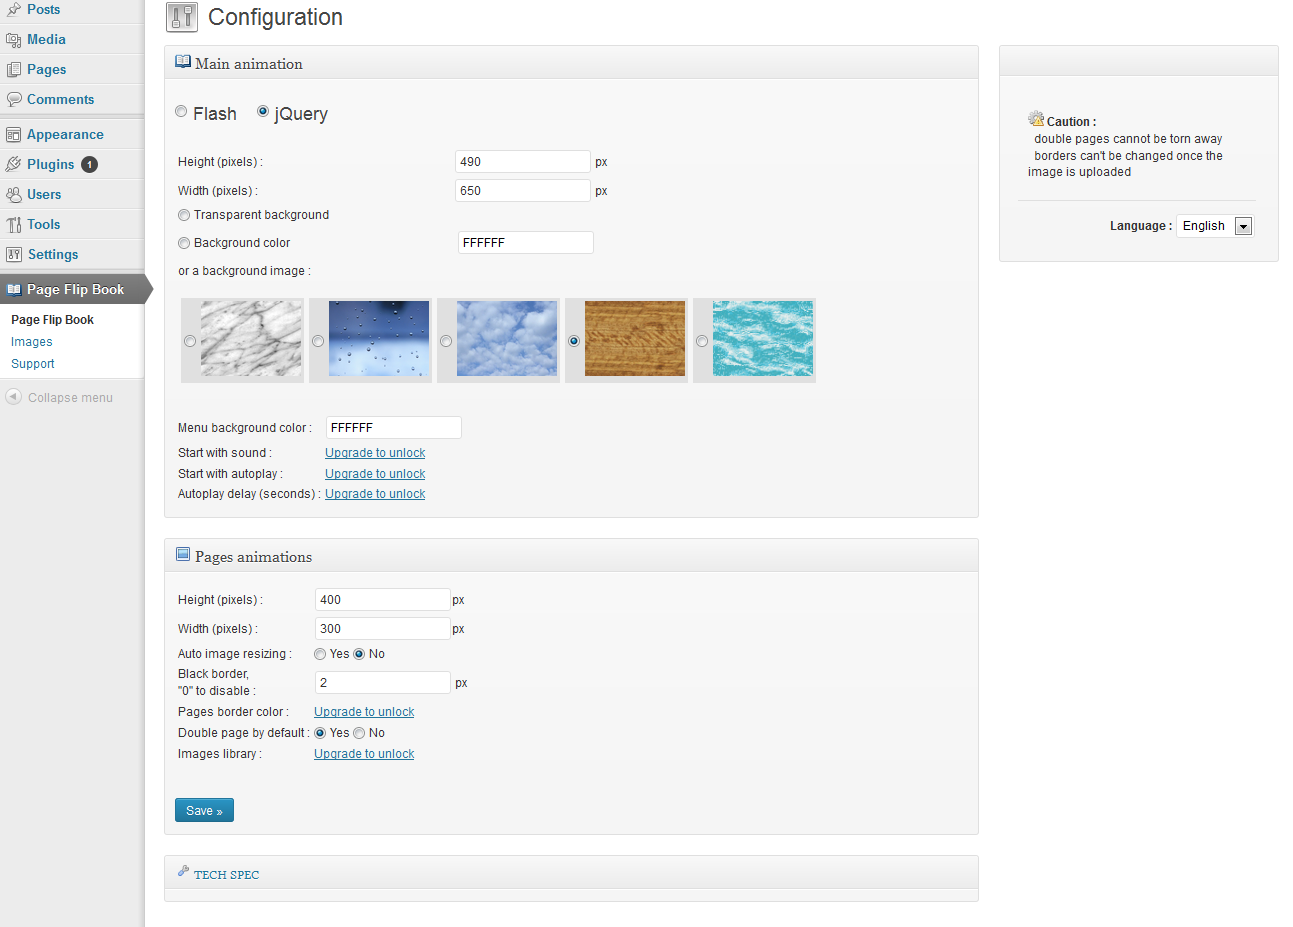 Posts
Media
Pages
Comments
Appearance
Plugins 1
Users
Tools
Settings
Page Flip Book
Page Flip Book
Images
Support
Collapse menu
Configuration
Main animation
Flash jQuery
Height (pixels) : 490 px
Width (pixels) : 650 px
Transparent background
Background color FFFFFF
or a background image :
Menu background color : FFFFFF
Start with sound : Upgrade to unlock
Start with autoplay : Upgrade to unlock
Autoplay delay (seconds) : Upgrade to unlock
Pages animations
Height (pixels) : 400 px
Width (pixels) : 300 px
Auto image resizing : Yes No
Black border,
"0" to disable : 2 px
Pages border color : Upgrade to unlock
Double page by default : Yes No
Images library : Upgrade to unlock
Save »
TECH SPEC
Caution :
double pages cannot be torn away
borders can't be changed once the
image is uploaded
Language : English